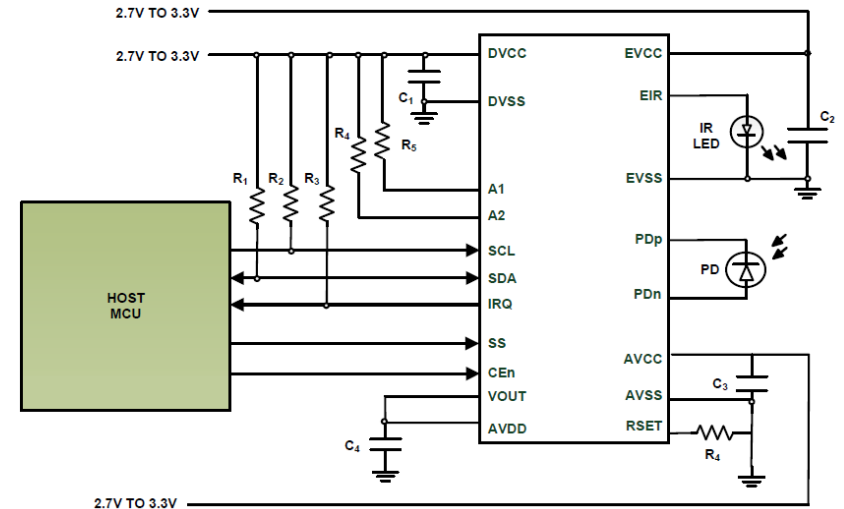 2.7V TO 3.3V
2.7V TO 3.3V
DVCC
EVCC
C1
DVSS
EIR
C2
R4
R5
IR
LED
R1
R2
R3
A1
EVSS
A2
SCL
PDp
SDA
PD
HOST
MCU
IRQ
PDn
SS
AVCC
CEn
C3
VOUT
AVSS
AVDD
RSET
C4
R4
2.7V TO 3.3V